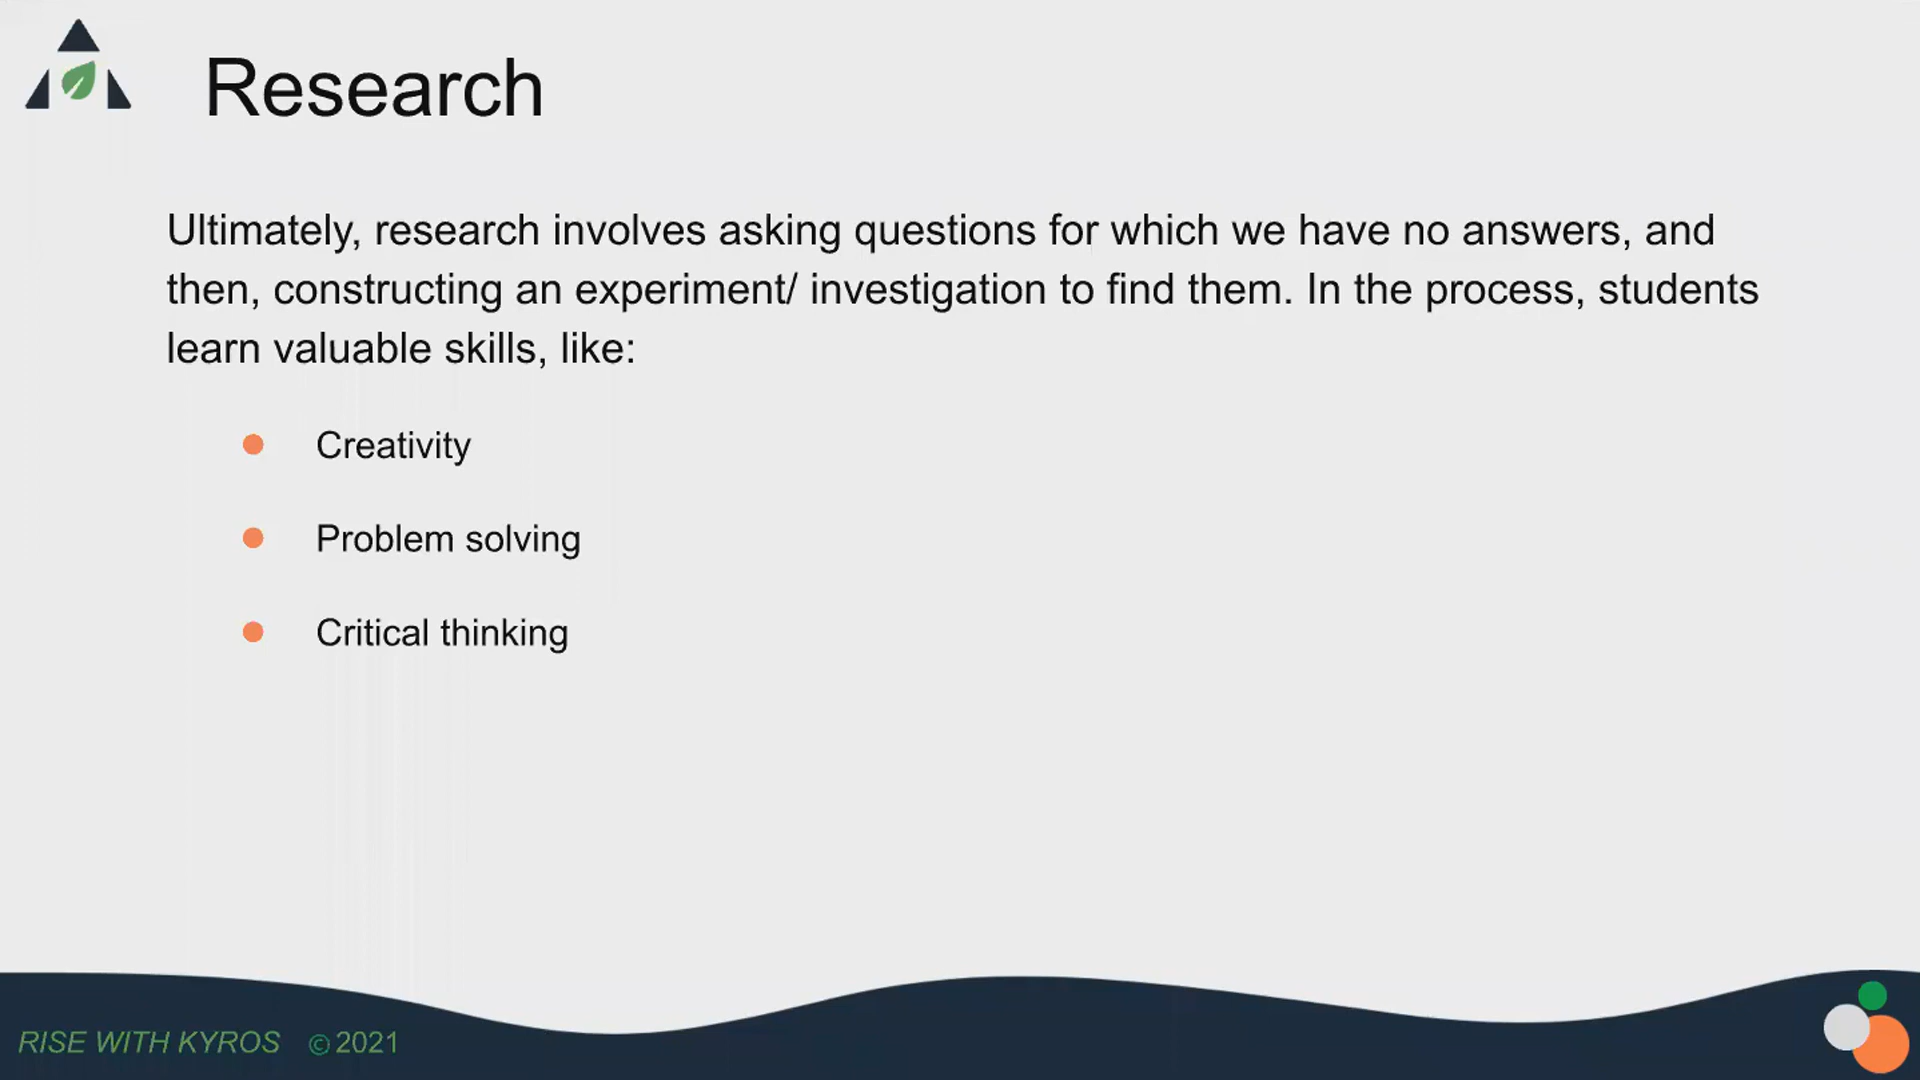 Research
Ultimately, research involves asking questions for which we have no answers, and
then, constructing an experiment/ investigation to find them. In the process, students
learn valuable skills, like:
Creativity
Problem solving
Critical thinking
RISE WITH KYROS © 2021